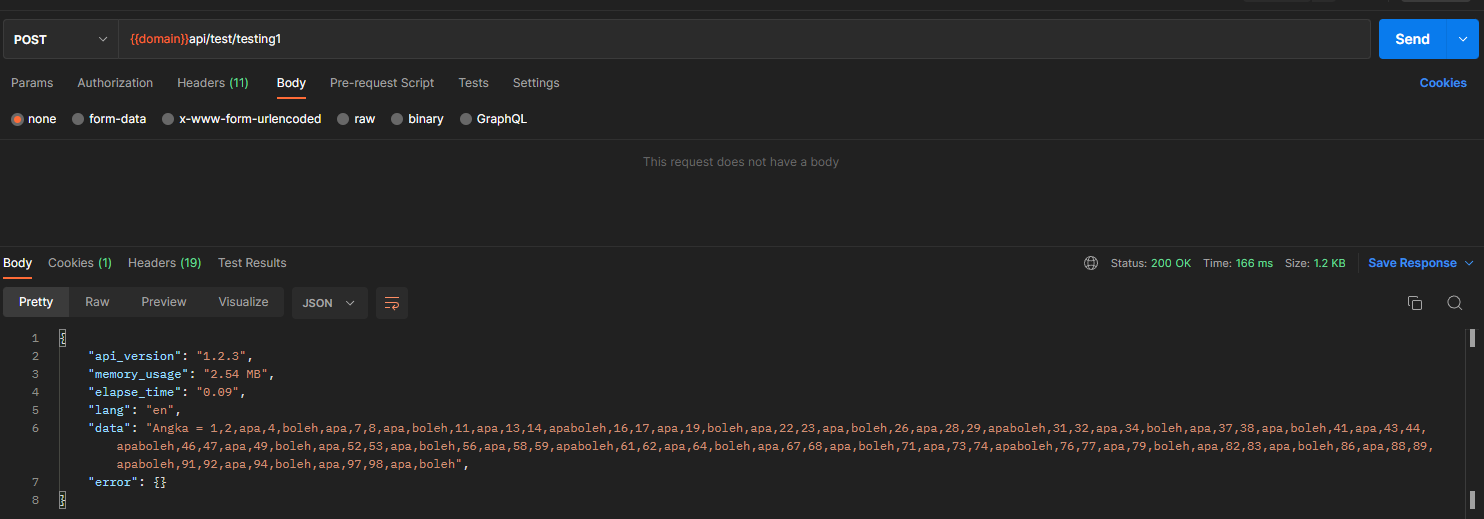 POST {{domain}}api/test/testing1 Send
Params Authorization Headers (11) Body Pre-request Script Tests Settings Cookies
none form-data x-www-form-urlencoded raw binary GraphQL
This request does not have a body
Body Cookies (1) Headers (19) Test Results Status: 200 OK Time: 166 ms Size: 1.2 KB Save Response
Pretty Raw Preview Visualize JSON
1 {
2 "api_version": "1.2.3",
3 "memory_usage": "2.54 MB",
4 "elapse_time": "0.09",
5 "lang": "en",
6 "data": "Angka = 1,2,apa,4,boleh,apa,7,8,apa,boleh,11,apa,13,14,apaboleh,16,17,apa,19,boleh,apa,22,23,apa,boleh,26,apa,28,29,apaboleh,31,32,apa,34,boleh,apa,37,38,apa,boleh,41,apa,43,44,
apaboleh,46,47,apa,49,boleh,apa,52,53,apa,boleh,56,apa,58,59,apaboleh,61,62,apa,64,boleh,apa,67,68,apa,boleh,71,apa,73,74,apaboleh,76,77,apa,79,boleh,apa,82,83,apa,boleh,86,apa,88,89,
apaboleh,91,92,apa,94,boleh,apa,97,98,apa,boleh",
7 "error": {}
8 }